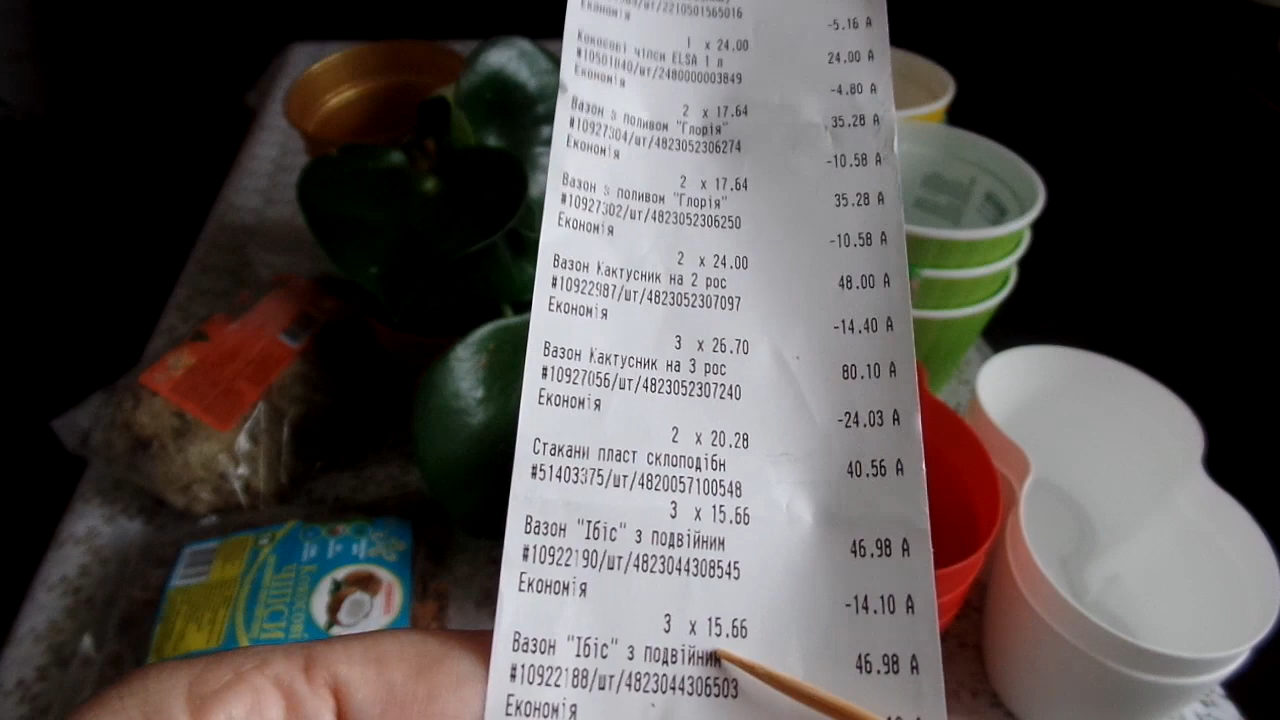 Економія
-5.16 А
1 x 24.00
Кокосові чіпси ELSA 1 л
24.00 А
#10501040/шт/2480000003849
Економія
-4.80 А
2 x 17.64
Вазон з поливом "Глорія"
35.28 А
#10927304/шт/4823052306274
Економія
-10.58 А
2 x 17.64
Вазон з поливом "Глорія"
35.28 А
#10927302/шт/4823052306250
Економія
-10.58 А
2 x 24.00
Вазон Кактусник на 2 рос
48.00 А
#10922987/шт/4823052307097
Економія
-14.40 А
3 x 26.70
Вазон Кактусник на 3 рос
80.10 А
#10927056/шт/4823052307240
Економія
-24.03 А
2 x 20.28
Стакани пласт склоподібн
40.56 А
#51403375/шт/4820057100548
3 x 15.66
Вазон "Ібіс" з подвійним
46.98 А
#10922190/шт/4823044308545
Економія
-14.10 А
3 x 15.66
Вазон "Ібіс" з подвійним
46.98 А
#10922188/шт/4823044306503
Економія
Кокосові
ЧІПСИ